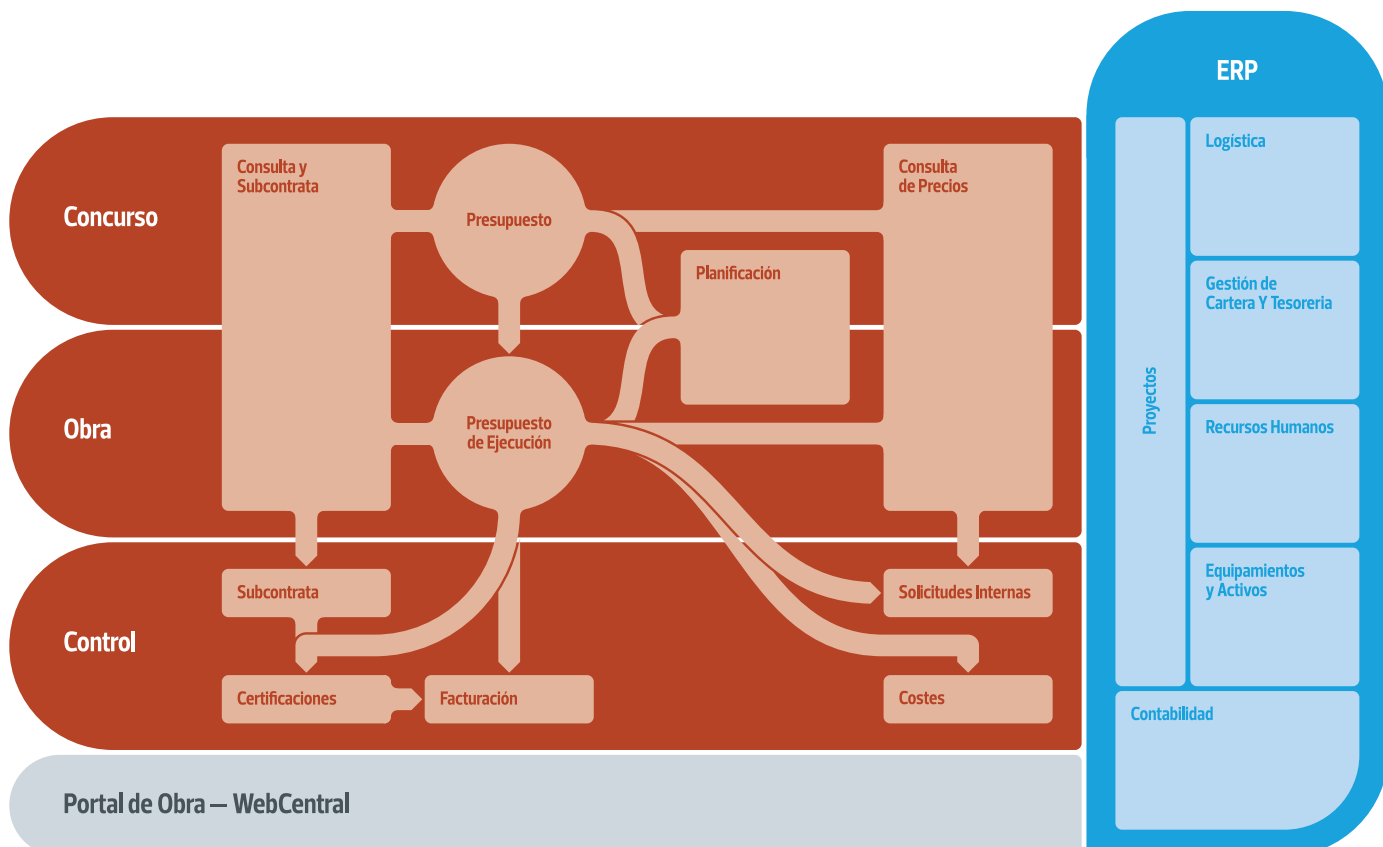 ERP
Concurso
Consulta y
Subcontrata
Presupuesto
Consulta
de Precios
Planificación
Obra
Presupuesto
de Ejecución
Control
Subcontrata
Solicitudes Internas
Certificaciones
Facturación
Costes
Portal de Obra — WebCentral
Proyectos
Logística
Gestión de
Cartera Y Tesoreria
Recursos Humanos
Equipamientos
y Activos
Contabilidad